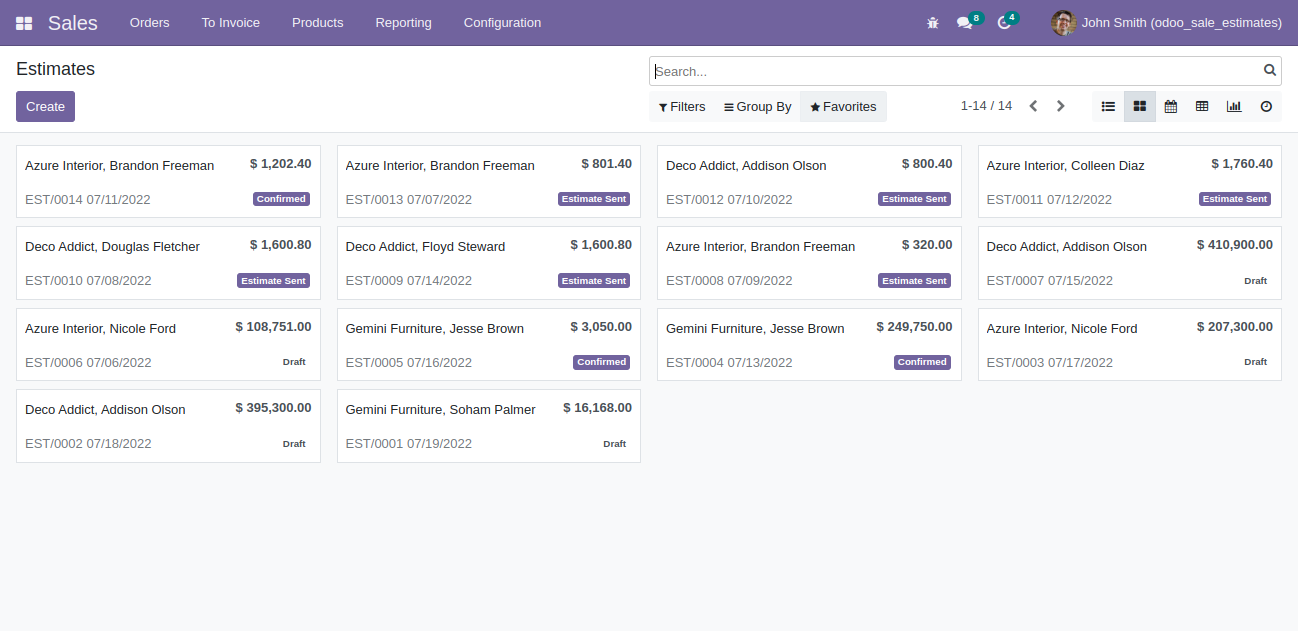 Sales Orders To Invoice Products Reporting Configuration 8 4 John Smith (odoo_sale_estimates)
Estimates
Search...
Create
Filters Group By Favorites 1-14 / 14
Azure Interior, Brandon Freeman $ 1,202.40
EST/0014 07/11/2022 Confirmed
Azure Interior, Brandon Freeman $ 801.40
EST/0013 07/07/2022 Estimate Sent
Deco Addict, Addison Olson $ 800.40
EST/0012 07/10/2022 Estimate Sent
Azure Interior, Colleen Diaz $ 1,760.40
EST/0011 07/12/2022 Estimate Sent
Deco Addict, Douglas Fletcher $ 1,600.80
EST/0010 07/08/2022 Estimate Sent
Deco Addict, Floyd Steward $ 1,600.80
EST/0009 07/14/2022 Estimate Sent
Azure Interior, Brandon Freeman $ 320.00
EST/0008 07/09/2022 Estimate Sent
Deco Addict, Addison Olson $ 410,900.00
EST/0007 07/15/2022 Draft
Azure Interior, Nicole Ford $ 108,751.00
EST/0006 07/06/2022 Draft
Gemini Furniture, Jesse Brown $ 3,050.00
EST/0005 07/16/2022 Confirmed
Gemini Furniture, Jesse Brown $ 249,750.00
EST/0004 07/13/2022 Confirmed
Azure Interior, Nicole Ford $ 207,300.00
EST/0003 07/17/2022 Draft
Deco Addict, Addison Olson $ 395,300.00
EST/0002 07/18/2022 Draft
Gemini Furniture, Soham Palmer $ 16,168.00
EST/0001 07/19/2022 Draft